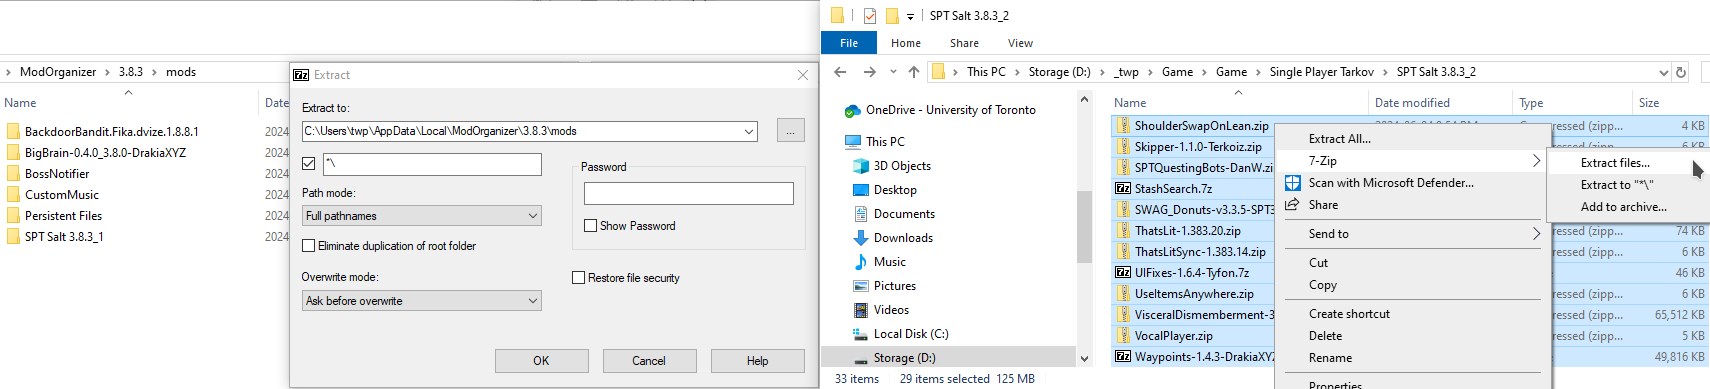 ModOrganizer > 3.8.3 > mods
Name
Date
BackdoorBandit.Fika.dvize.1.8.8.1
2024
BigBrain-0.4.0_3.8.0-DrakiaXYZ
2024
BossNotifier
2024
CustomMusic
2024
Persistent Files
2024
SPT Salt 3.8.3_1
2024
7z Extract
Extract to:
C:\Users\twp\AppData\Local\ModOrganizer\3.8.3\mods
...
*\
Path mode:
Full pathnames
Eliminate duplication of root folder
Overwrite mode:
Ask before overwrite
Password
Show Password
Restore file security
OK
Cancel
Help
SPT Salt 3.8.3_2
File
Home
Share
View
This PC > Storage (D:) > _twp > Game > Game > Single Player Tarkov > SPT Salt 3.8.3_2
OneDrive - University of Toronto
This PC
3D Objects
Desktop
Documents
Downloads
Music
Pictures
Videos
Local Disk (C:)
Storage (D:)
Name
Date modified
Type
Size
ShoulderSwapOnLean.zip
pressed (zipp...
4 KB
Skipper-1.1.0-Terkoiz.zip
6 KB
SPTQuestingBots-DanW.zi
StashSearch.7z
SWAG_Donuts-v3.3.5-SPT3
ThatsLit-1.380.20.zip
pressed (zipp...
74 KB
ThatsLitSync-1.383.14.zip
pressed (zipp...
6 KB
UIFixes-1.6.4-Tyfon.7z
46 KB
UseItemsAnywhere.zip
pressed (zipp...
6 KB
VisceralDismemberment-3
pressed (zipp...
65,512 KB
VocalPlayer.zip
pressed (zipp...
5 KB
Waypoints-1.4.3-DrakiaXYZ
49,816 KB
Extract All...
7-Zip
Scan with Microsoft Defender...
Share
Send to
Cut
Copy
Create shortcut
Delete
Rename
Properties
Extract files...
Extract to "*\"
Add to archive...
33 items
29 items selected 125 MB